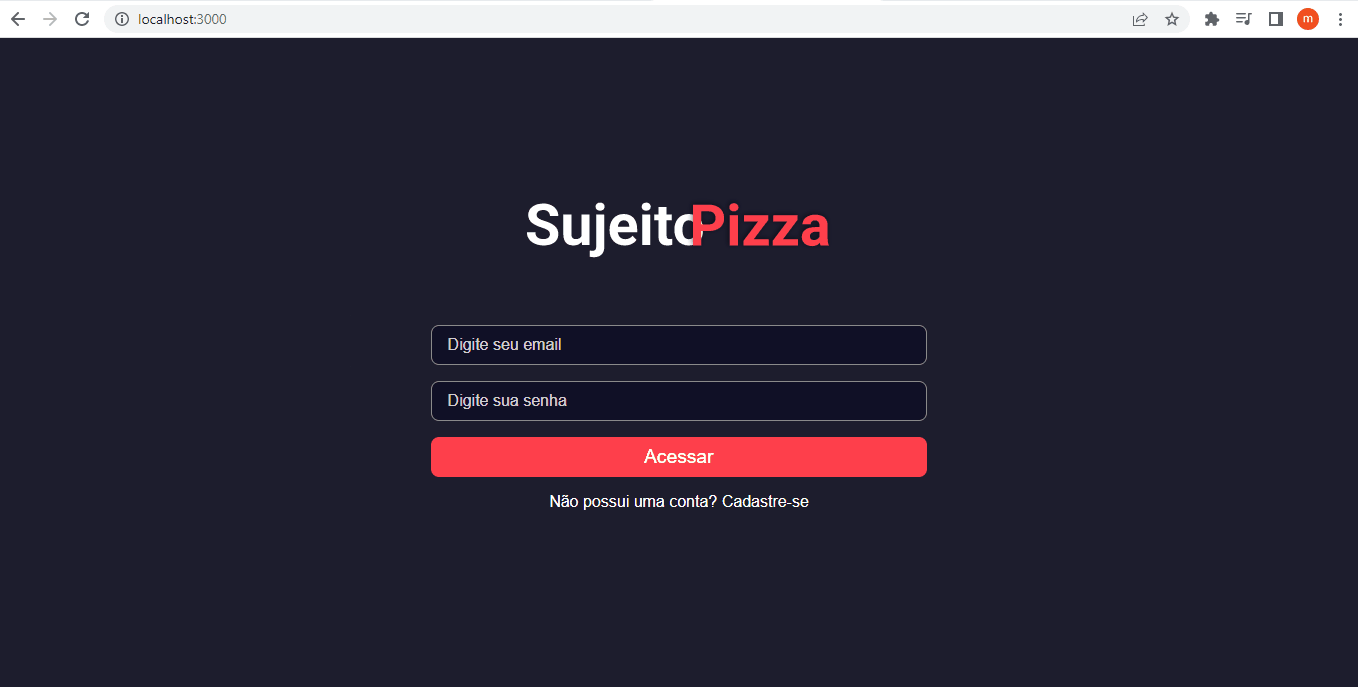 localhost:3000
m
SujeitoPizza
Digite seu email
Digite sua senha
Acessar
Não possui uma conta? Cadastre-se